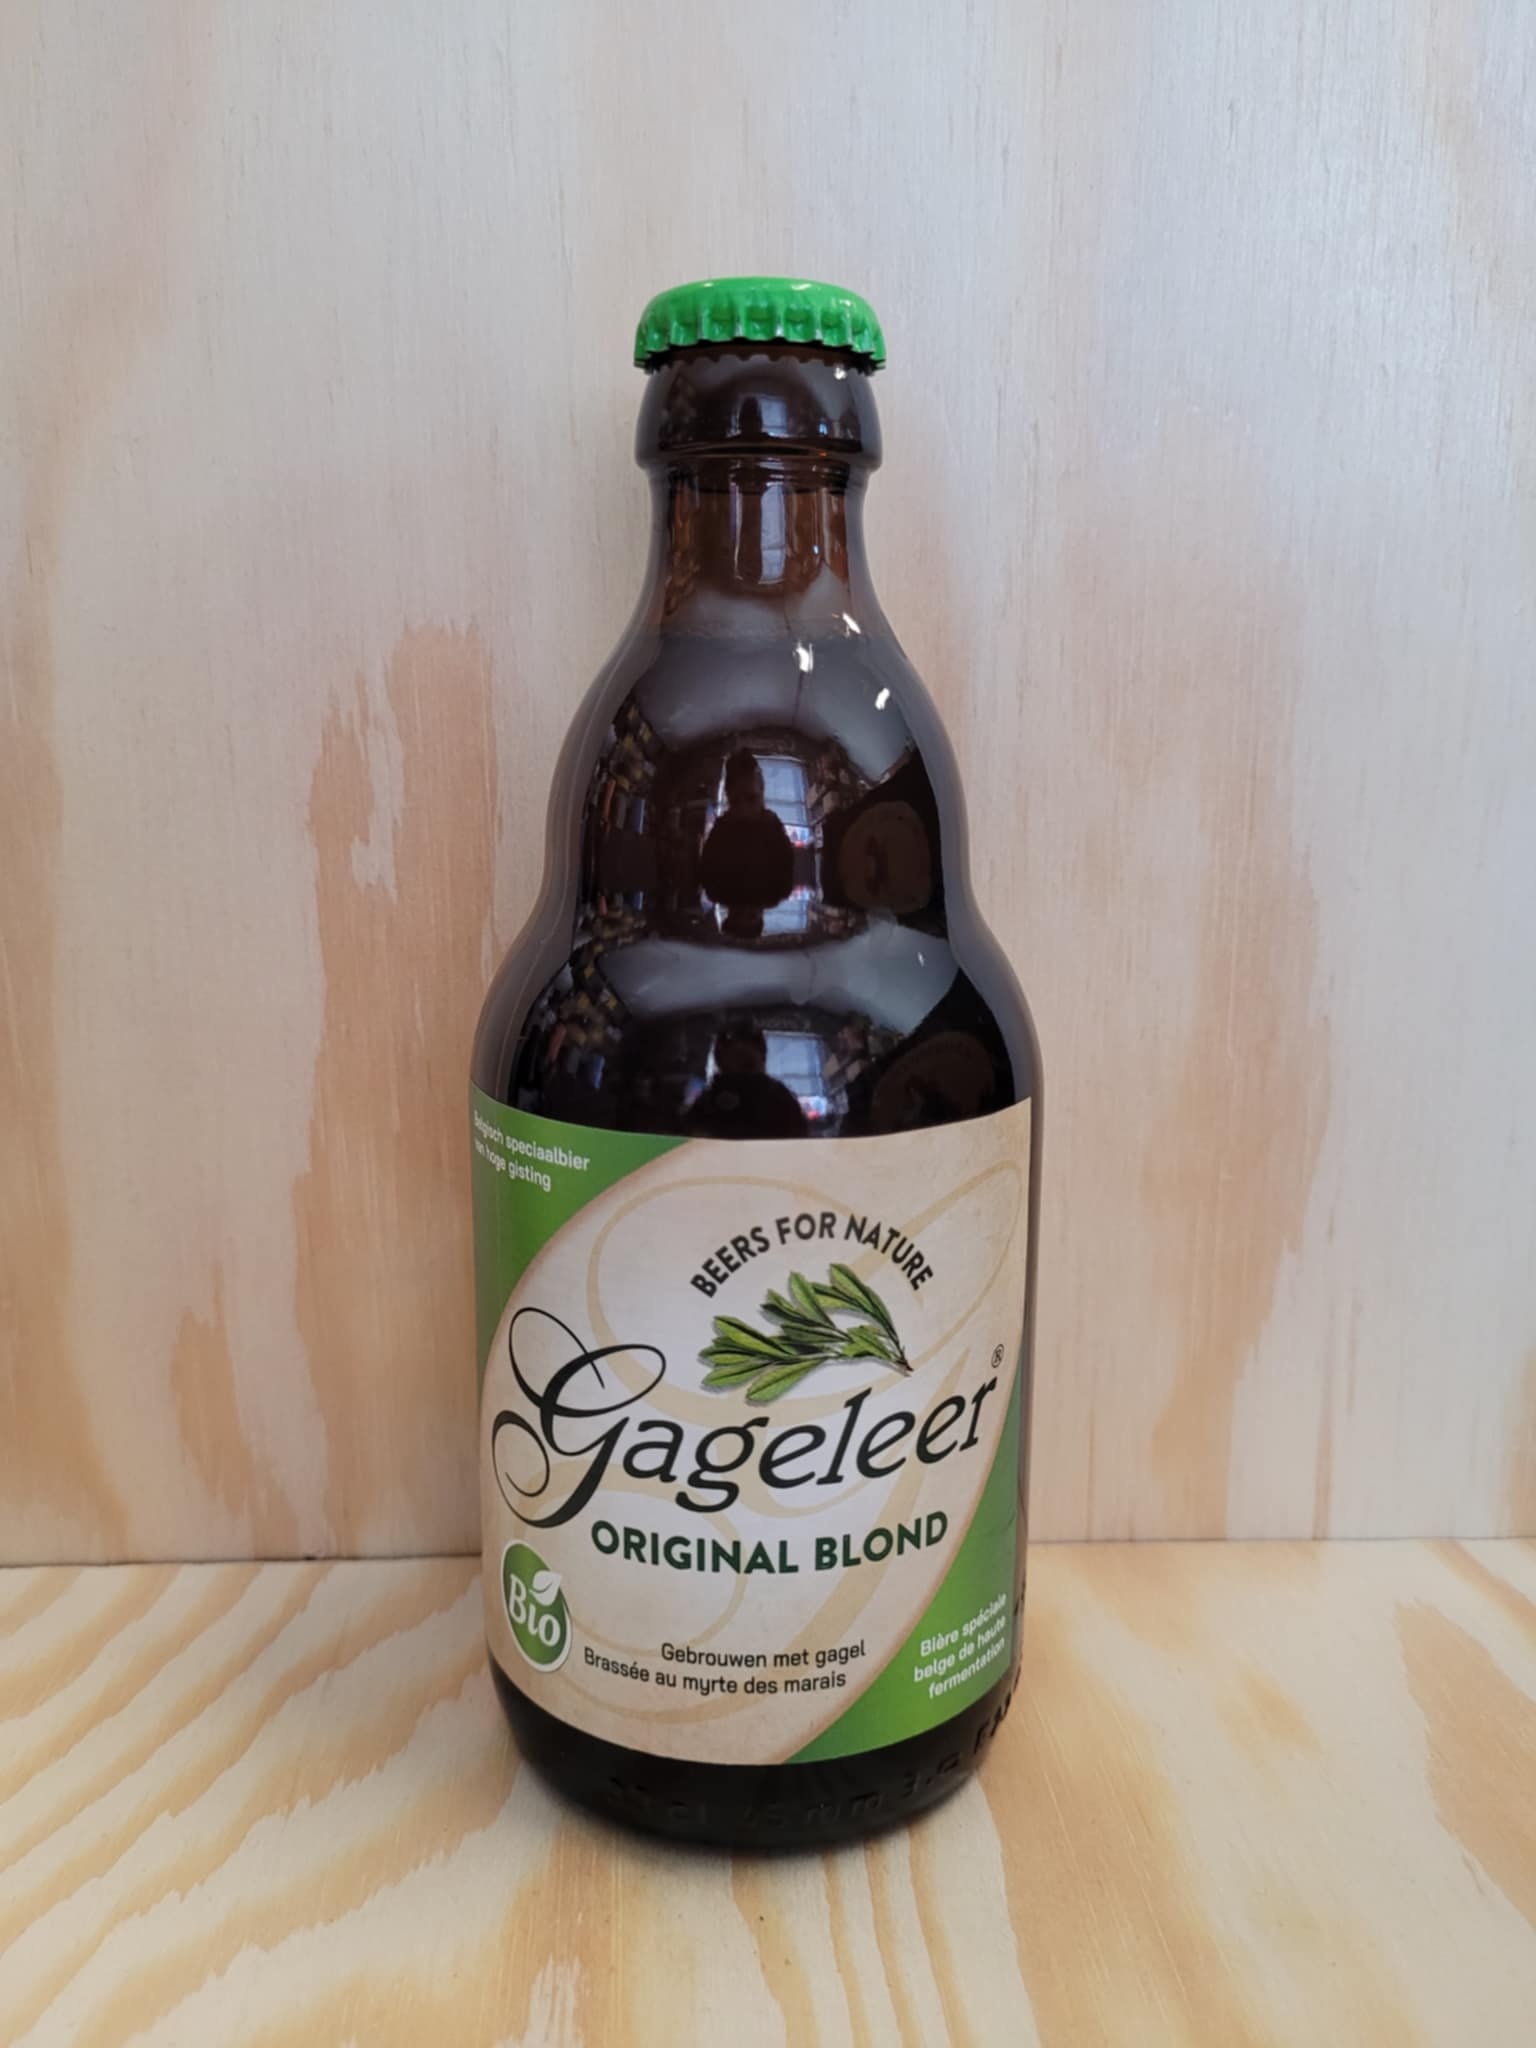 Belgisch speciaalbier
van hoge gisting
BEERS FOR NATURE
Gageleer®
ORIGINAL BLOND
Bio
Gebrouwen met gagel
Brassée au myrte des marais
Bière spéciale
belge de haute
fermentation